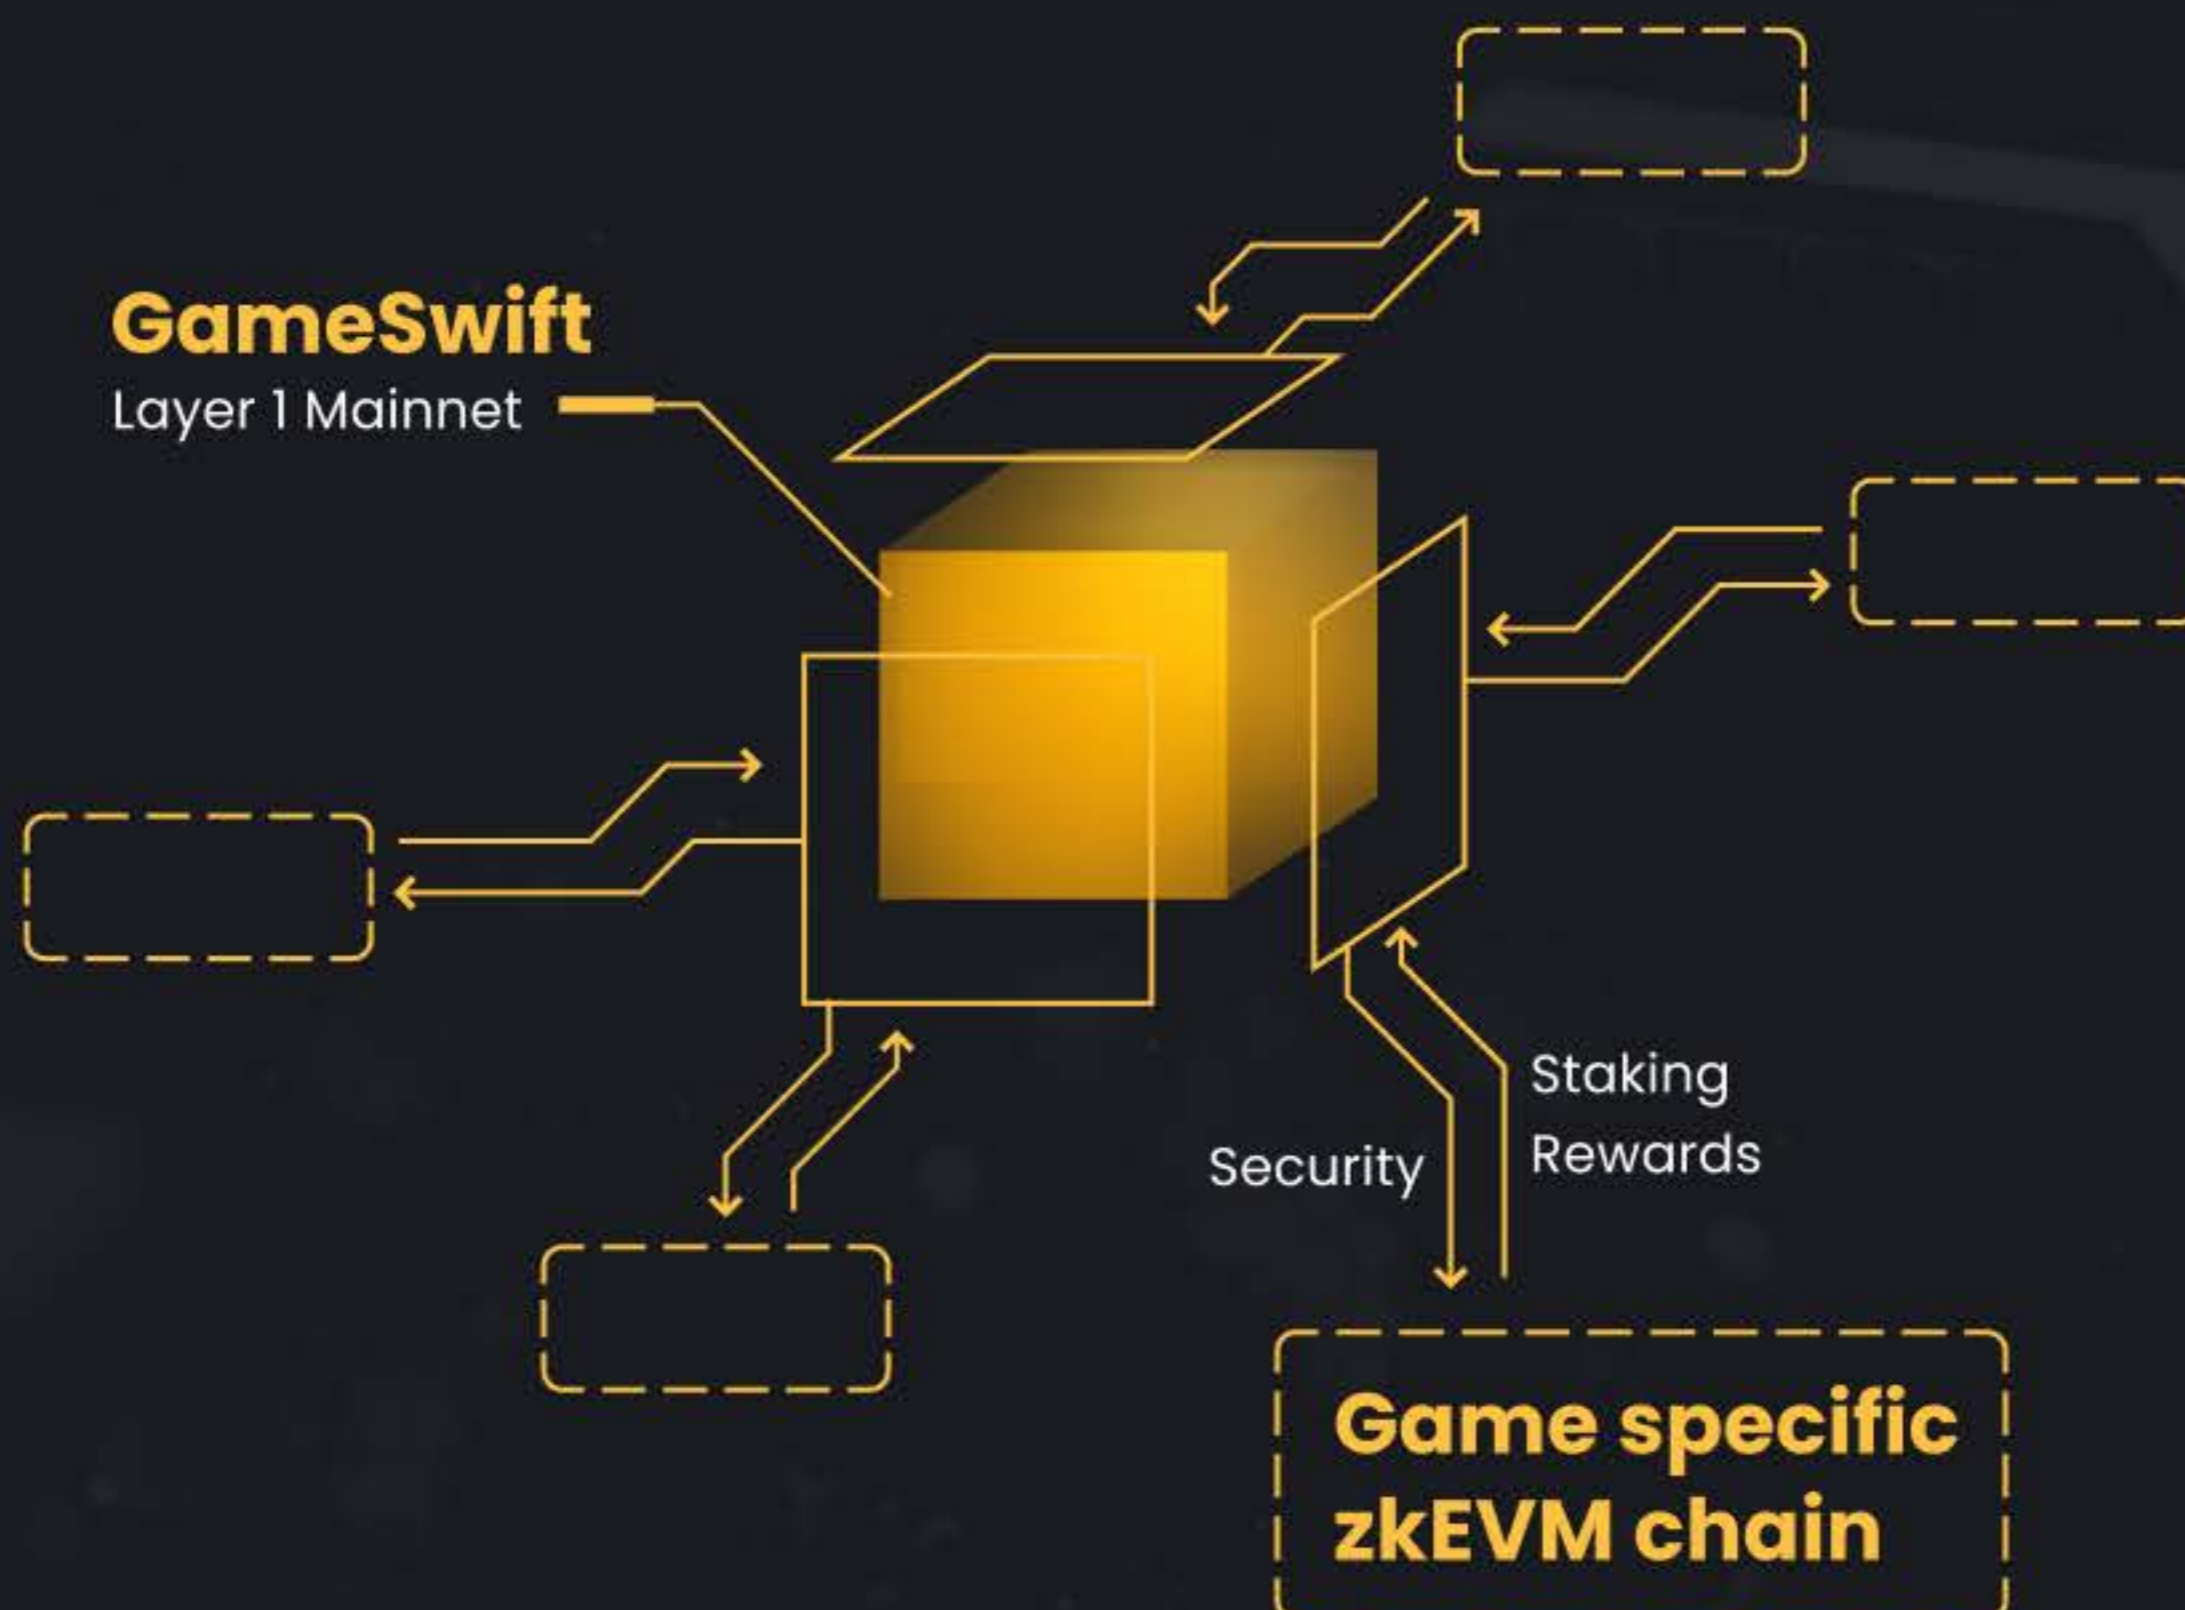 GameSwift
Layer 1 Mainnet
Staking
Rewards
Security
Game specific
zkEVM chain